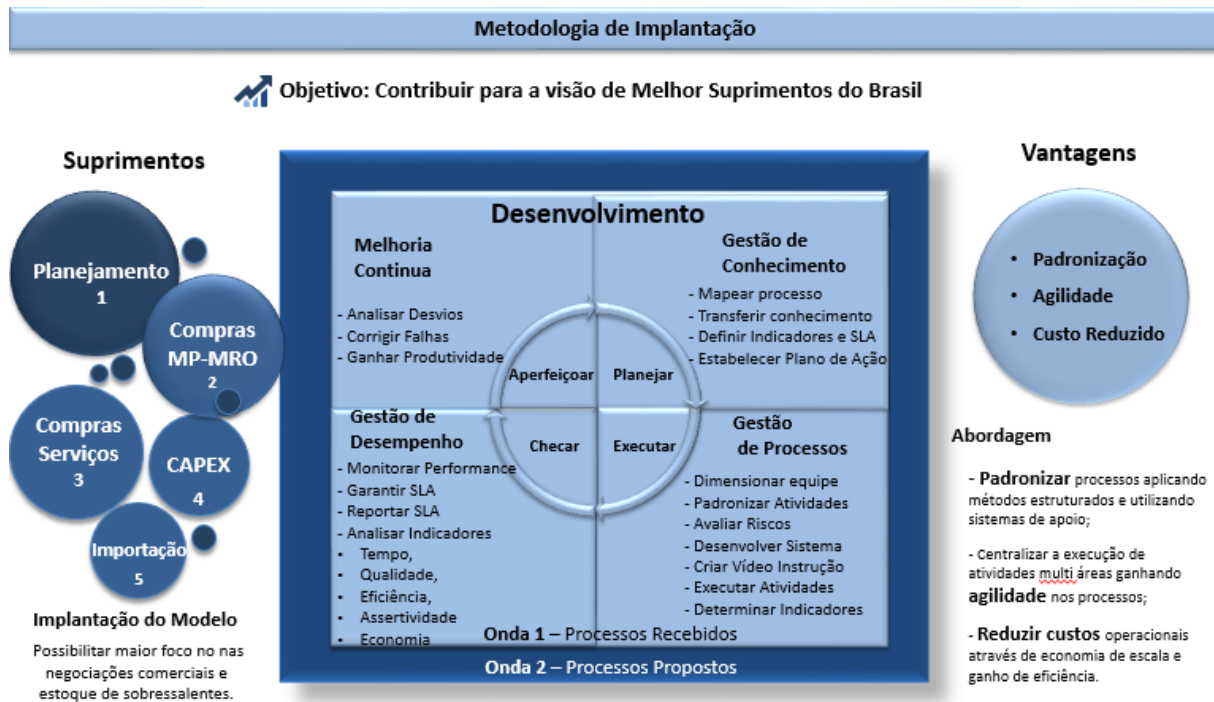 Metodologia de Implantação
Objetivo: Contribuir para a visão de Melhor Suprimentos do Brasil
Suprimentos
Planejamento
1
Compras
MP-MRO
2
Compras
Serviços
3
CAPEX
4
Importação
5
Implantação do Modelo
Possibilitar maior foco no nas
negociações comerciais e
estoque de sobressalentes.
Desenvolvimento
Melhoria
Continua
- Analisar Desvios
- Corrigir Falhas
- Ganhar Produtividade
Gestão de
Conhecimento
- Mapear processo
- Transferir conhecimento
- Definir Indicadores e SLA
- Estabelecer Plano de Ação
Aperfeiçoar
Planejar
Checar
Executar
Gestão de
Desempenho
- Monitorar Performance
- Garantir SLA
- Reportar SLA
- Analisar Indicadores
• Tempo,
• Qualidade,
• Eficiência,
• Assertividade
• Economia
Gestão
de Processos
- Dimensionar equipe
- Padronizar Atividades
- Avaliar Riscos
- Desenvolver Sistema
- Criar Vídeo Instrução
- Executar Atividades
- Determinar Indicadores
Onda 1 – Processos Recebidos
Onda 2 – Processos Propostos
Vantagens
• Padronização
• Agilidade
• Custo Reduzido
Abordagem
- Padronizar processos aplicando
métodos estruturados e utilizando
sistemas de apoio;
- Centralizar a execução de
atividades multi áreas ganhando
agilidade nos processos;
- Reduzir custos operacionais
através de economia de escala e
ganho de eficiência.